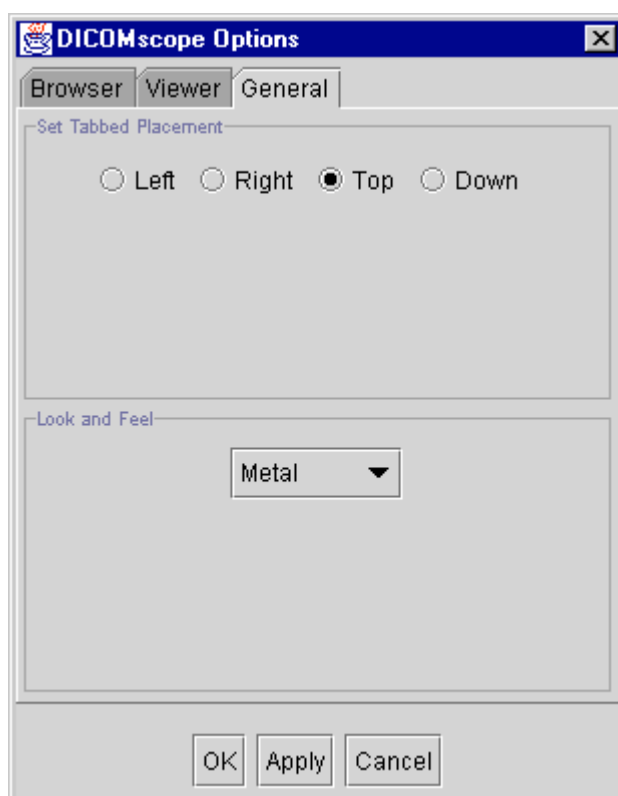 DICOMscope Options
Browser Viewer General
Set Tabbed Placement
Left Right Top Down
Look and Feel
Metal
OK Apply Cancel